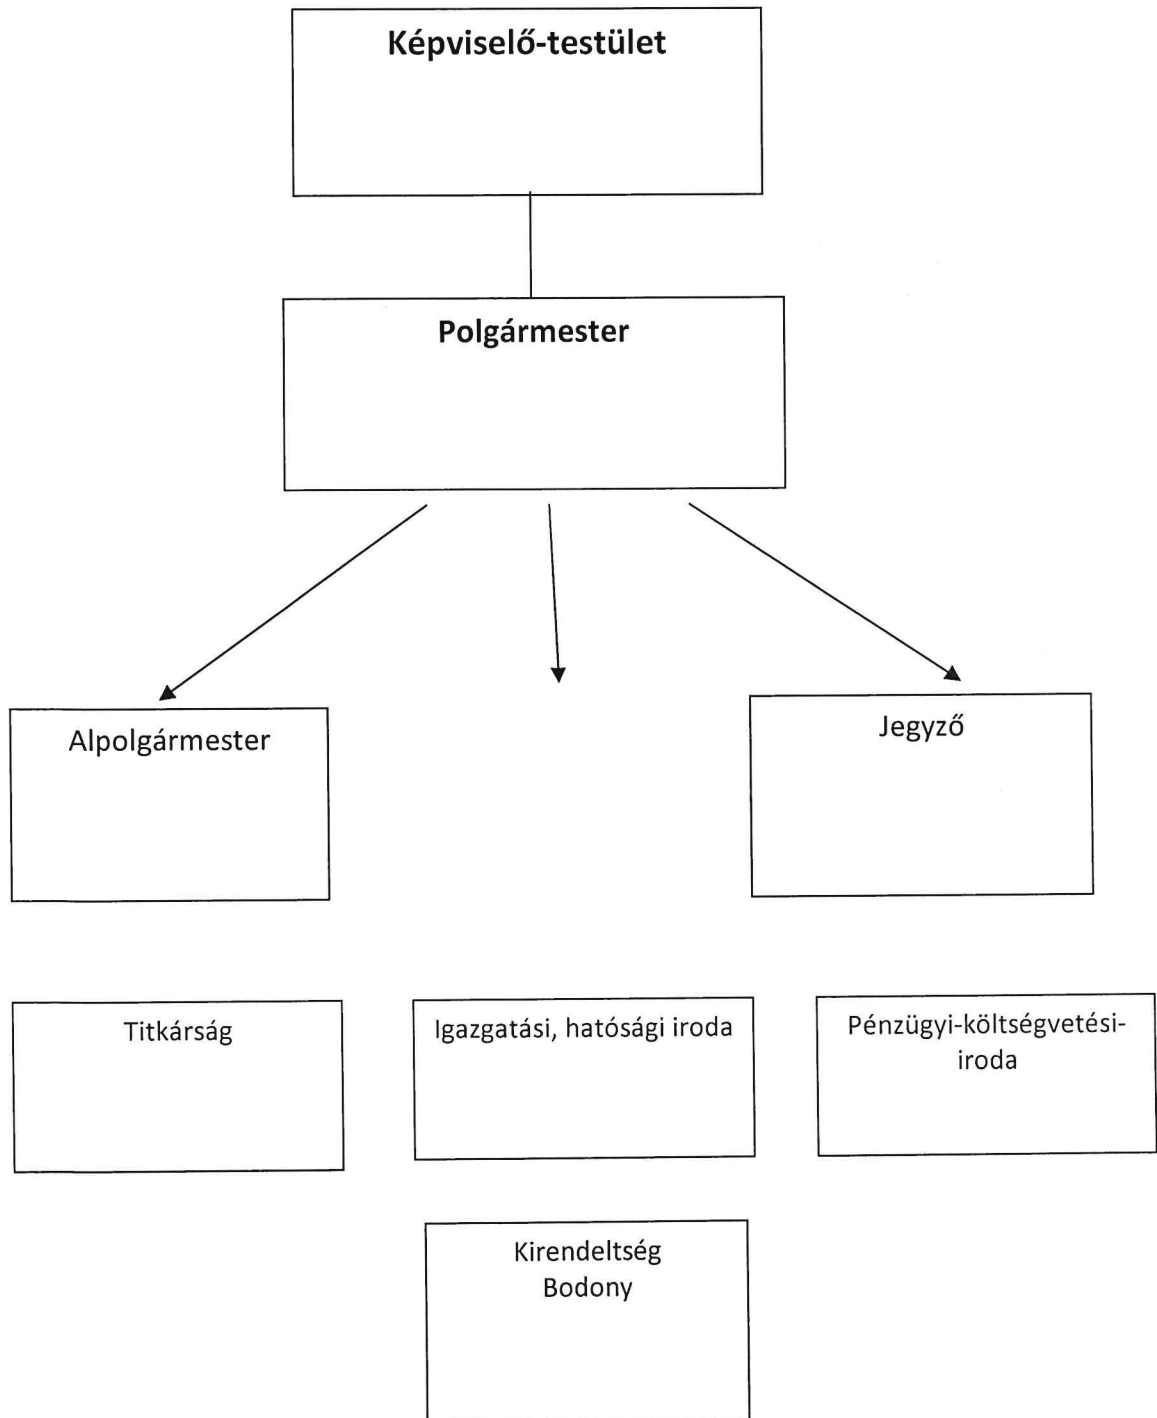 Képviselő-testület
Polgármester
Alpolgármester
Jegyző
Titkárság
Igazgatási, hatósági iroda
Pénzügyi-költségvetési-
iroda
Kirendeltség
Bodony